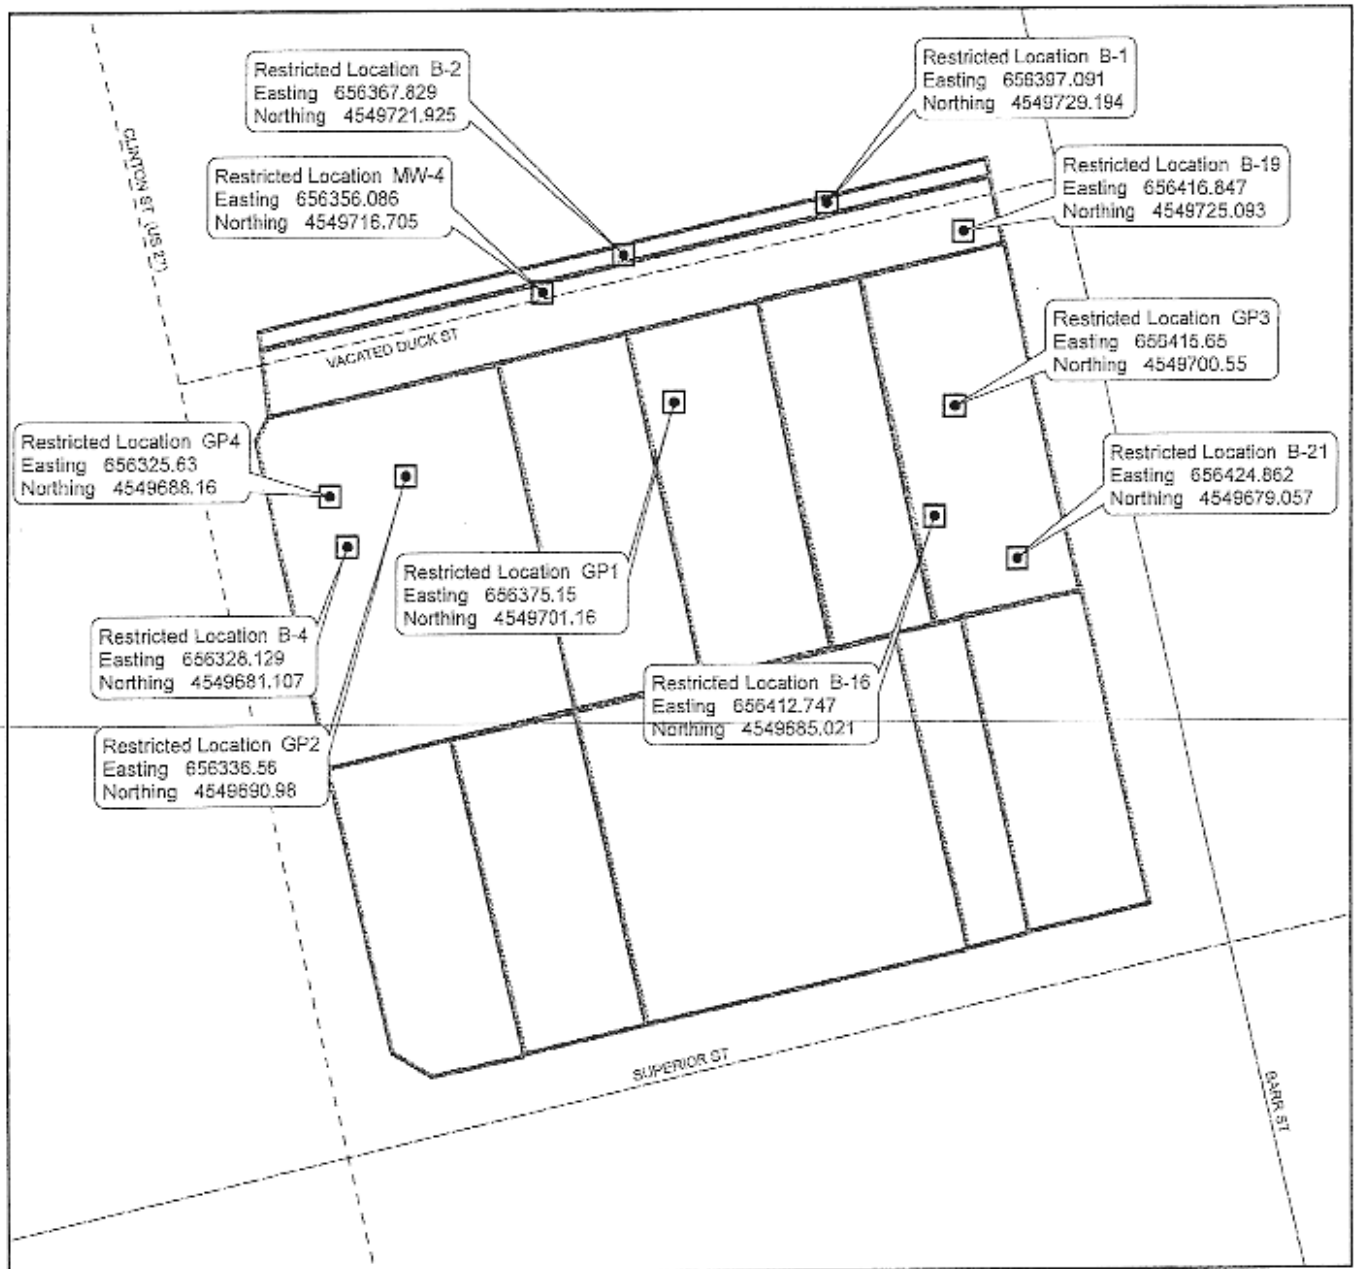 Restricted Location B-1
Easting 656397.091
Northing 4549729.194
Restricted Location B-2
Easting 656367.829
Northing 4549721.925
CLINTON ST (US 27)
Restricted Location MW-4
Easting 656356.086
Northing 4549716.705
Restricted Location B-19
Easting 656416.847
Northing 4549725.093
VACATED DUCK ST
Restricted Location GP3
Easting 656415.65
Northing 4549700.55
Restricted Location GP4
Easting 656325.63
Northing 4549688.16
Restricted Location B-21
Easting 656424.862
Northing 4549679.057
Restricted Location GP1
Easting 656375.15
Northing 4549701.16
Restricted Location B-4
Easting 656328.129
Northing 4549681.107
Restricted Location B-16
Easting 656412.747
Northing 4549685.021
Restricted Location GP2
Easting 656336.56
Northing 4549690.98
SUPERIOR ST
BARR ST